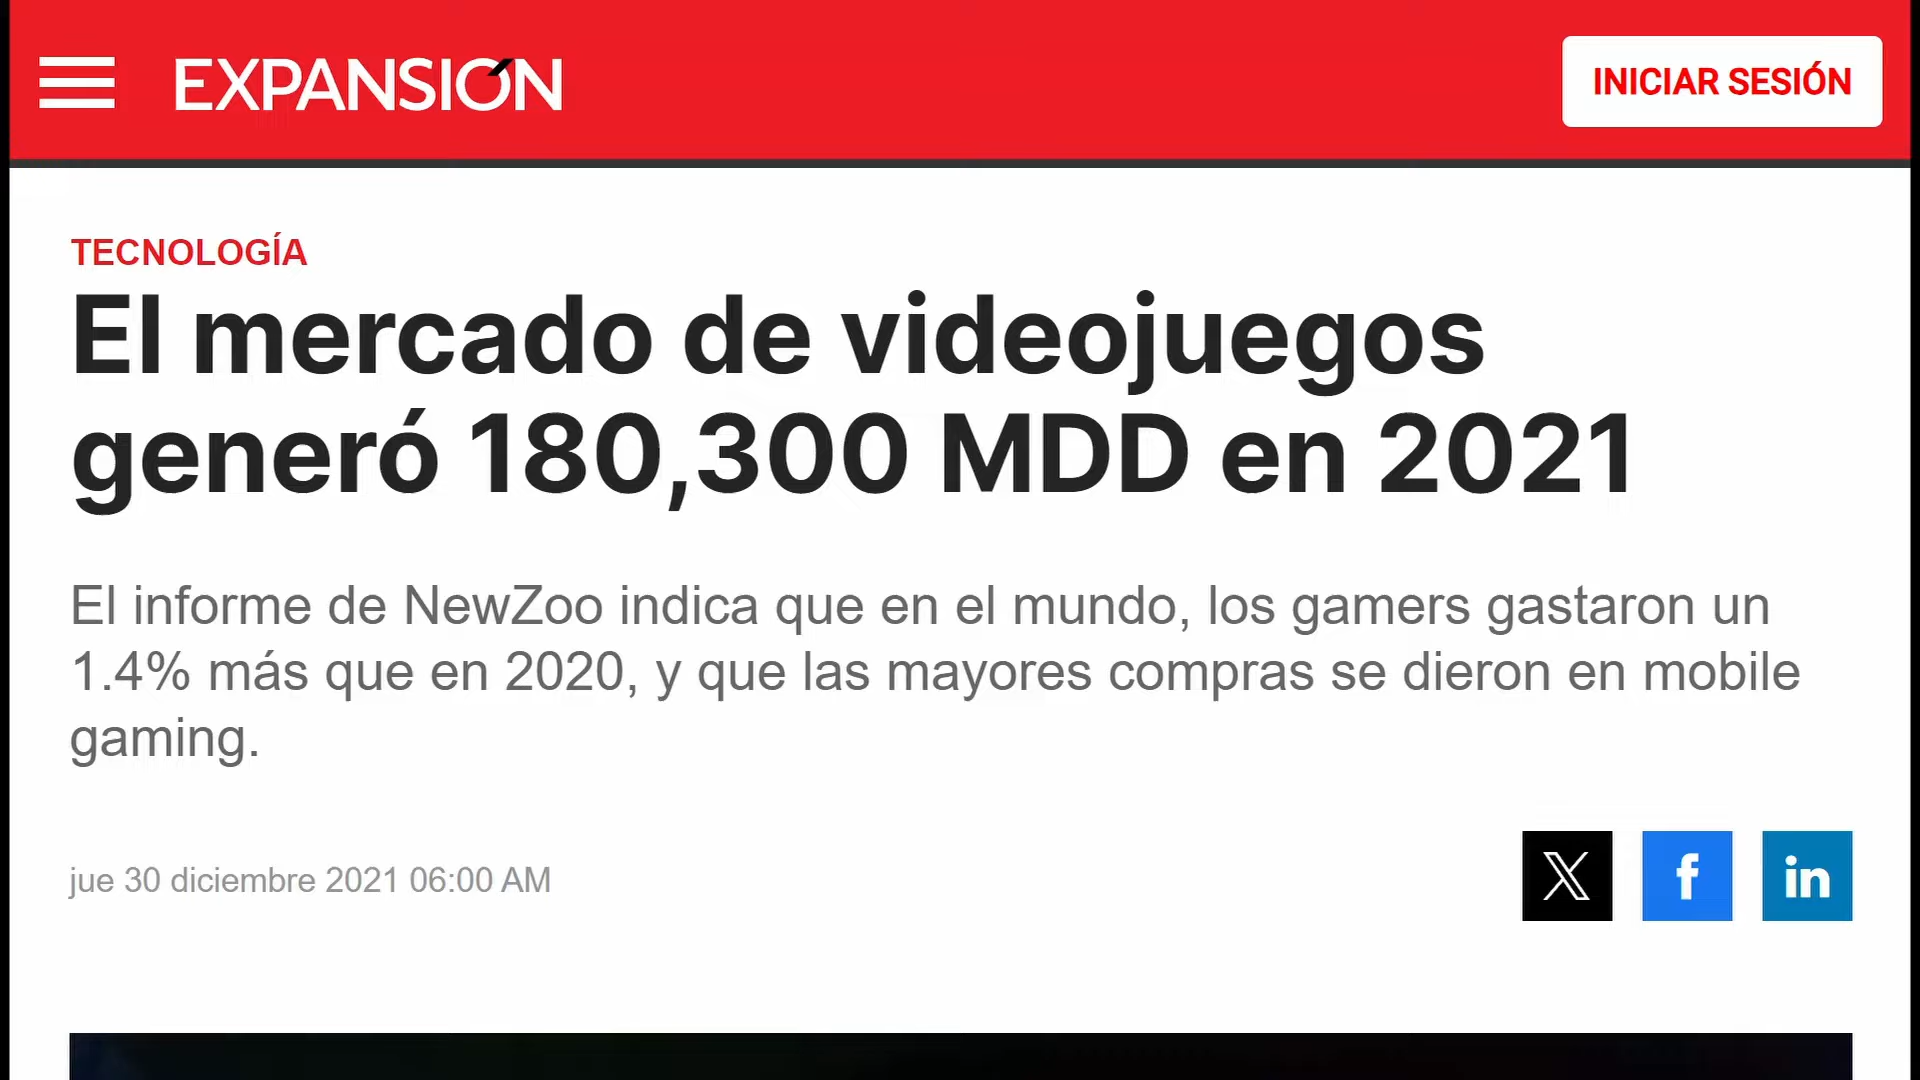 EXPANSIÓN
INICIAR SESIÓN
TECNOLOGÍA
El mercado de videojuegos
generó 180,300 MDD en 2021
El informe de NewZoo indica que en el mundo, los gamers gastaron un
1.4% más que en 2020, y que las mayores compras se dieron en mobile
gaming.
jue 30 diciembre 2021 06:00 AM